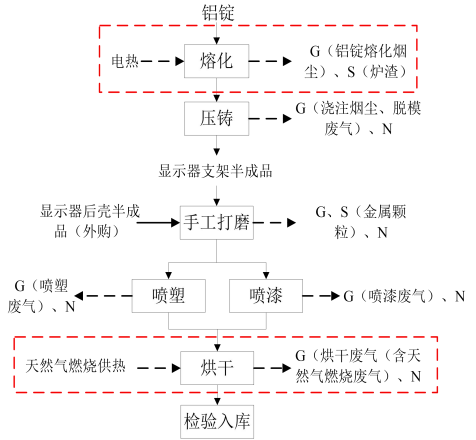 铝锭
电热
熔化
G（铝锭熔化烟
尘）、S（炉渣）
压铸
G（浇注烟尘、脱模
废气）、N
显示器支架半成品
显示器后壳半成
品（外购）
手工打磨
G、S（金属颗
粒）、N
G（喷塑
废气）、N
喷塑
喷漆
G（喷漆废气）、N
天然气燃烧供热
烘干
G（烘干废气（含天
然气燃烧废气）、N
检验入库